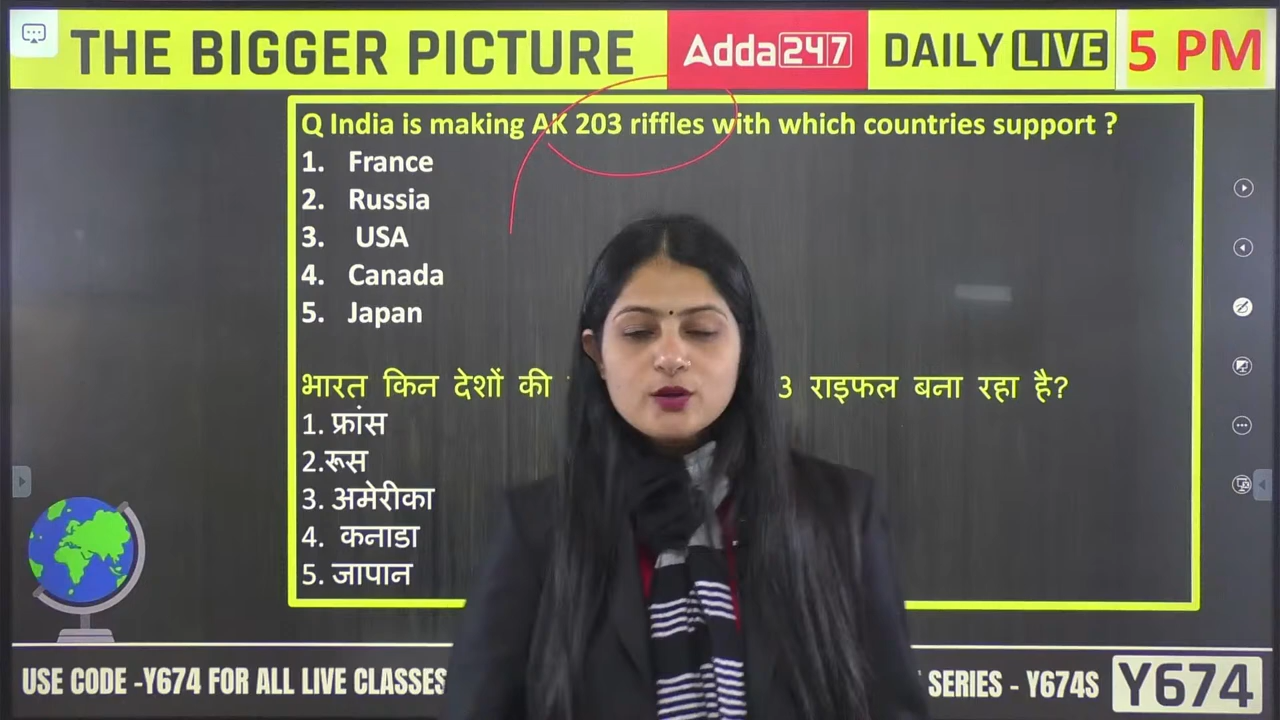 THE BIGGER PICTURE Adda247 DAILY LIVE 5 PM
Q India is making AK 203 riffles with which countries support ?
1. France
2. Russia
3. USA
4. Canada
5. Japan
भारत किन देशों की 3 राइफल बना रहा है?
1. फ्रांस
2.रूस
3. अमेरीका
4. कनाडा
5. जापान
USE CODE -Y674 FOR ALL LIVE CLASSES SERIES - Y674S Y674